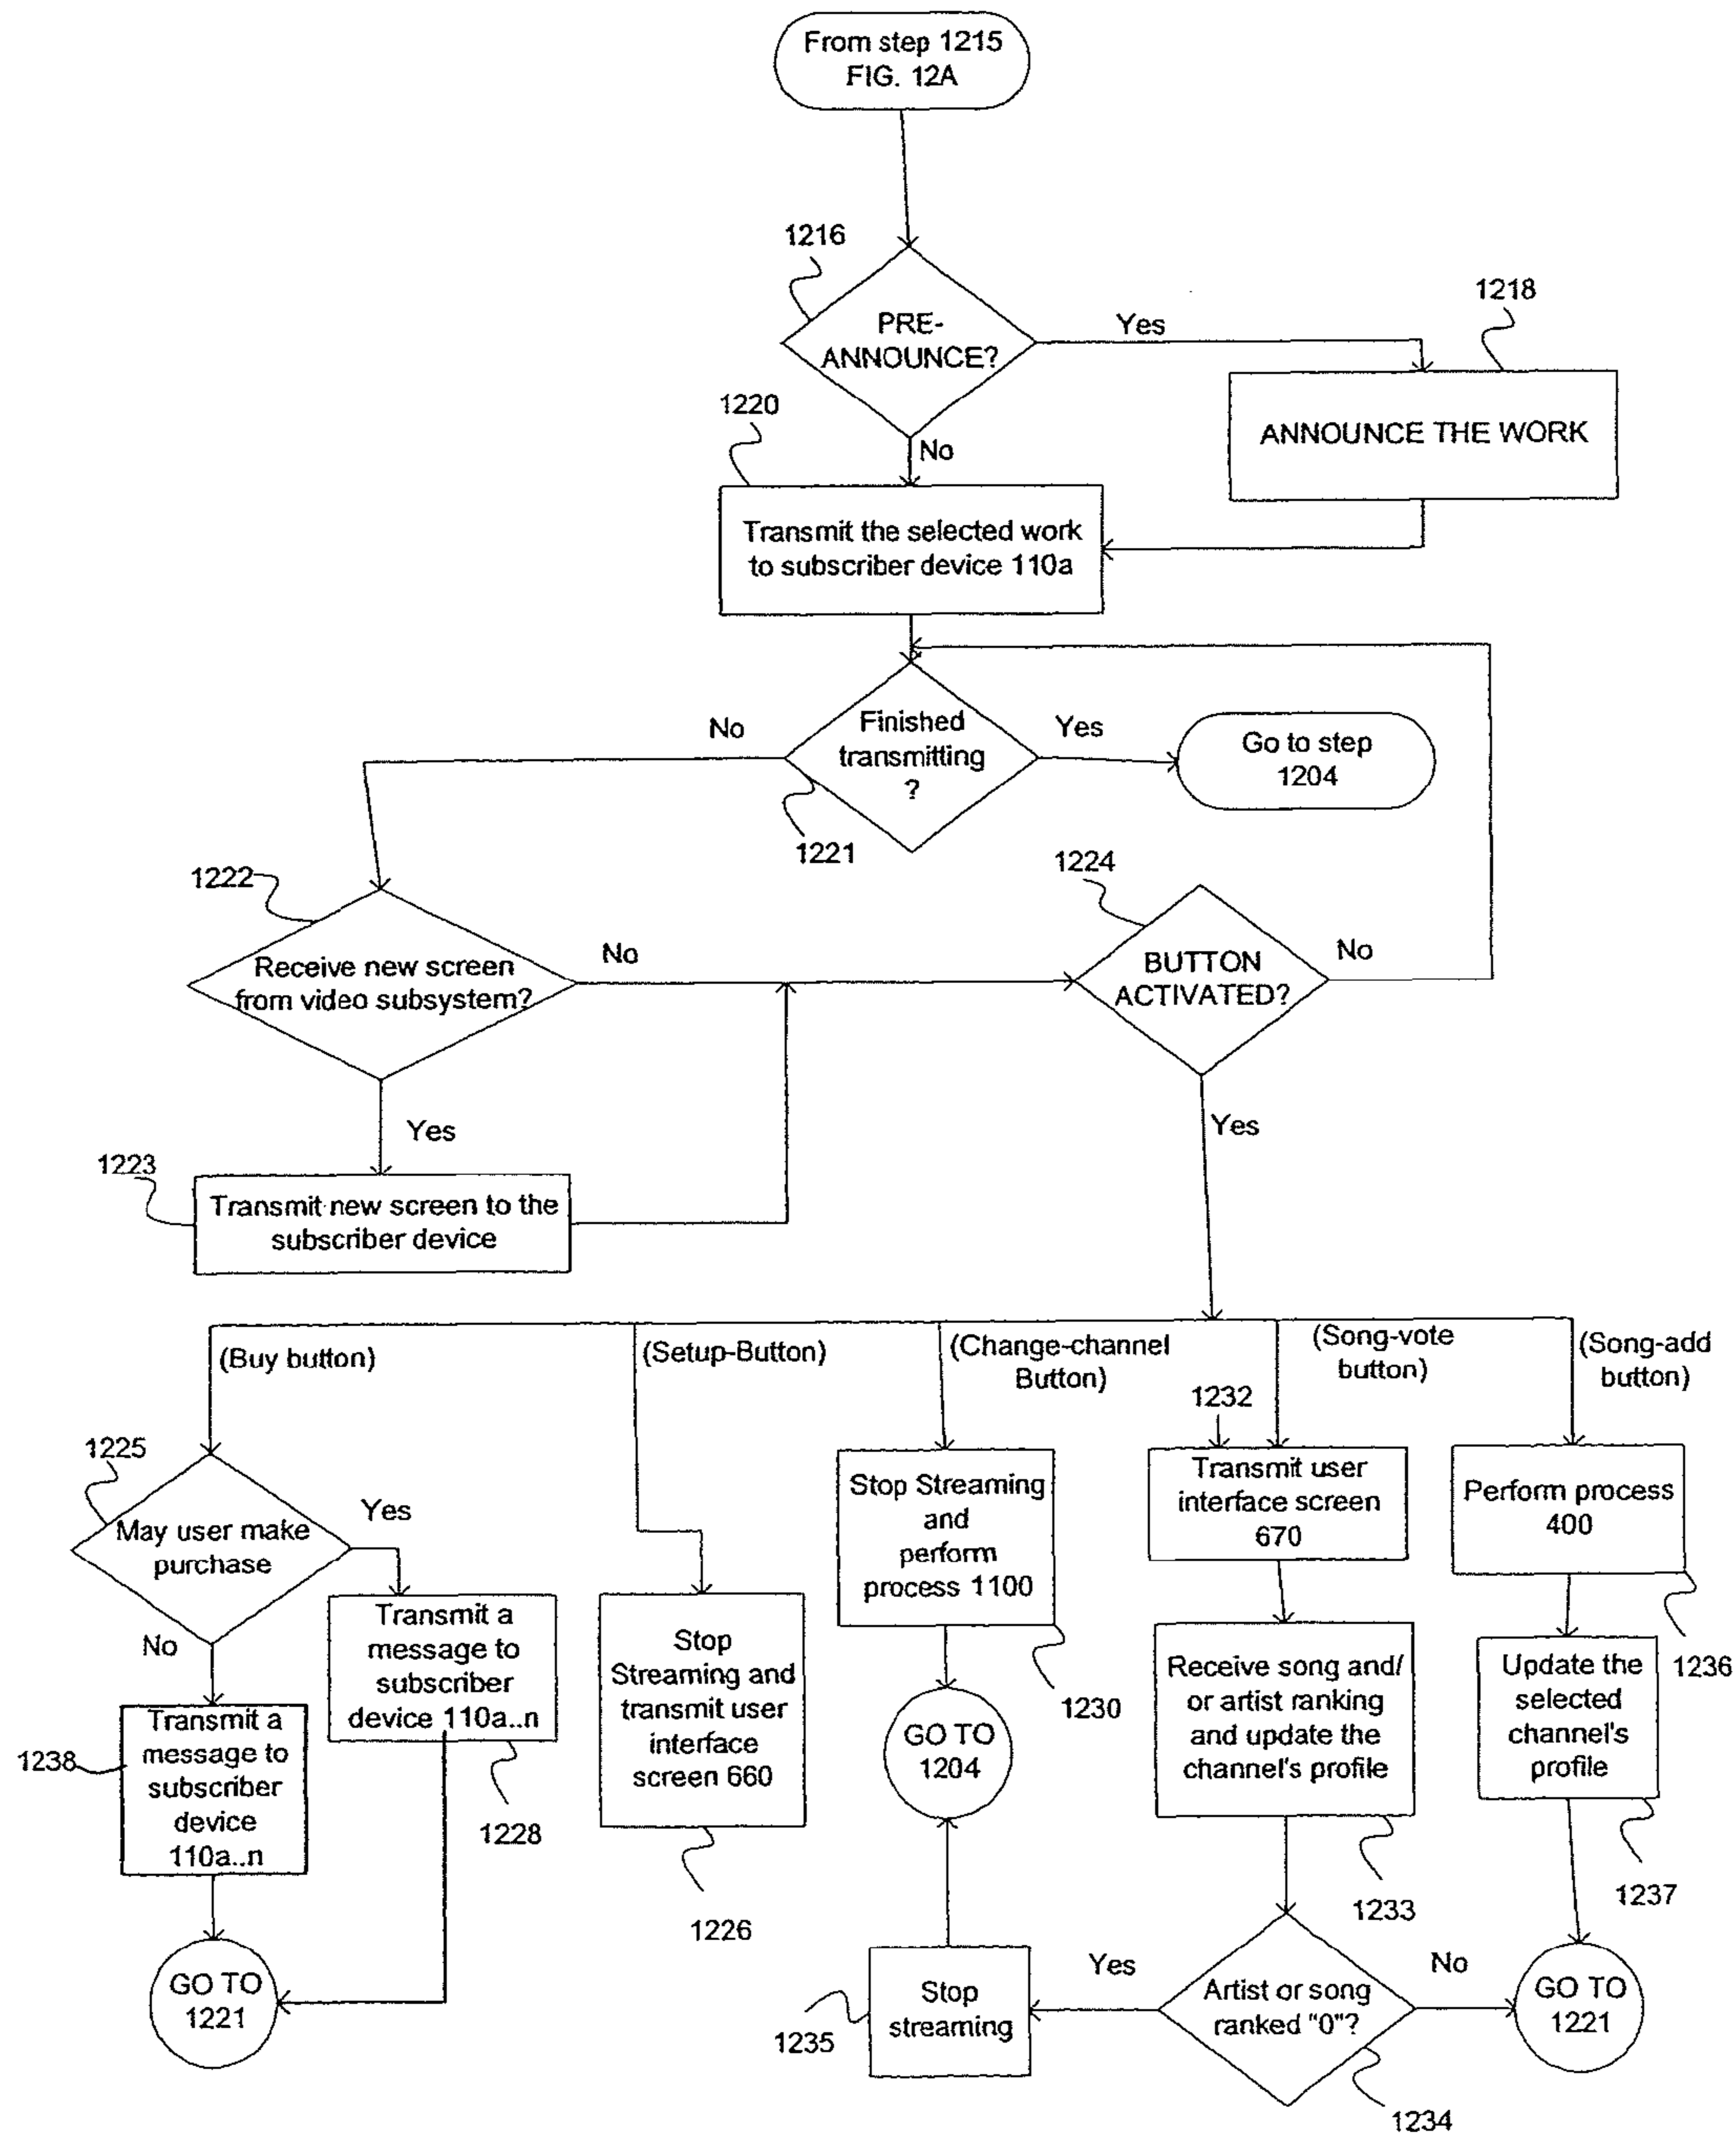 From step 1215
FIG. 12A
1216
PRE-
ANNOUNCE?
Yes
1218
ANNOUNCE THE WORK
No
1220
Transmit the selected work
to subscriber device 110a
Finished
transmitting
?
No
Yes
Go to step
1204
1221
1222
Receive new screen
from video subsystem?
No
1224
BUTTON
ACTIVATED?
No
Yes
Yes
1223
Transmit new screen to the
subscriber device
(Buy button)
(Setup-Button)
(Change-channel
Button)
(Song-vote
button)
(Song-add
button)
1225
May user make
purchase
Yes
No
Transmit a
message to
subscriber
device 110a..n
1228
1238
Transmit a
message to
subscriber
device
110a..n
GO TO
1221
Stop
Streaming and
transmit user
interface
screen 660
1226
Stop Streaming
and
perform
process 1100
1230
GO TO
1204
1232
Transmit user
interface screen
670
Receive song and/
or artist ranking
and update the
channel's profile
1233
Perform process
400
1236
Update the
selected
channel's
profile
1237
Artist or song
ranked "0"?
Yes
No
1234
Stop
streaming
1235
GO TO
1221